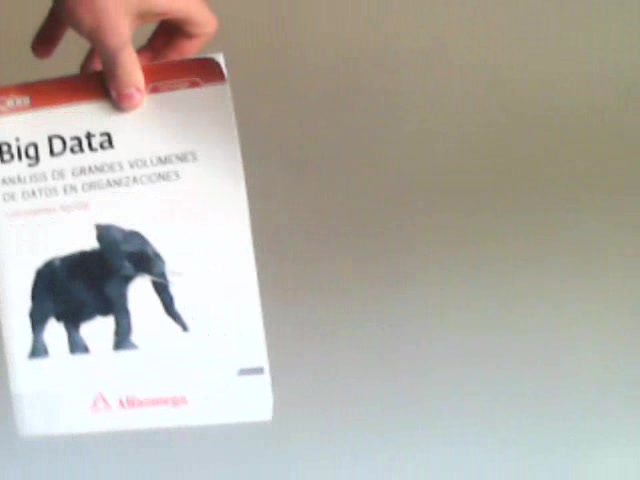 Big Data
ANÁLISIS DE GRANDES VOLÚMENES
DE DATOS EN ORGANIZACIONES
Alfaomega